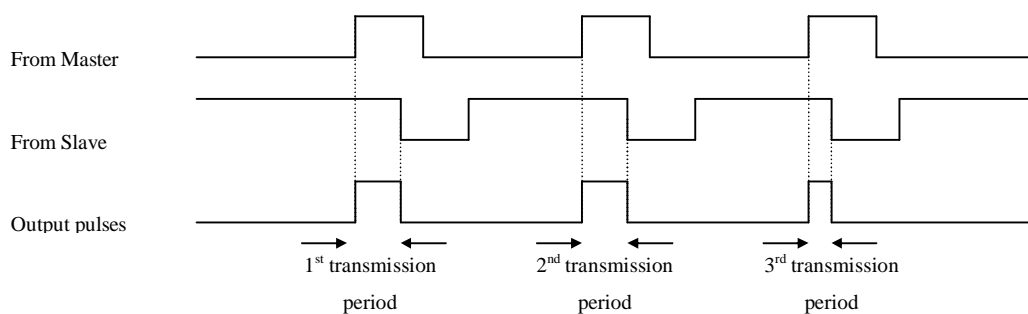 From Master
From Slave
Output pulses
1st transmission period
2nd transmission period
3rd transmission period